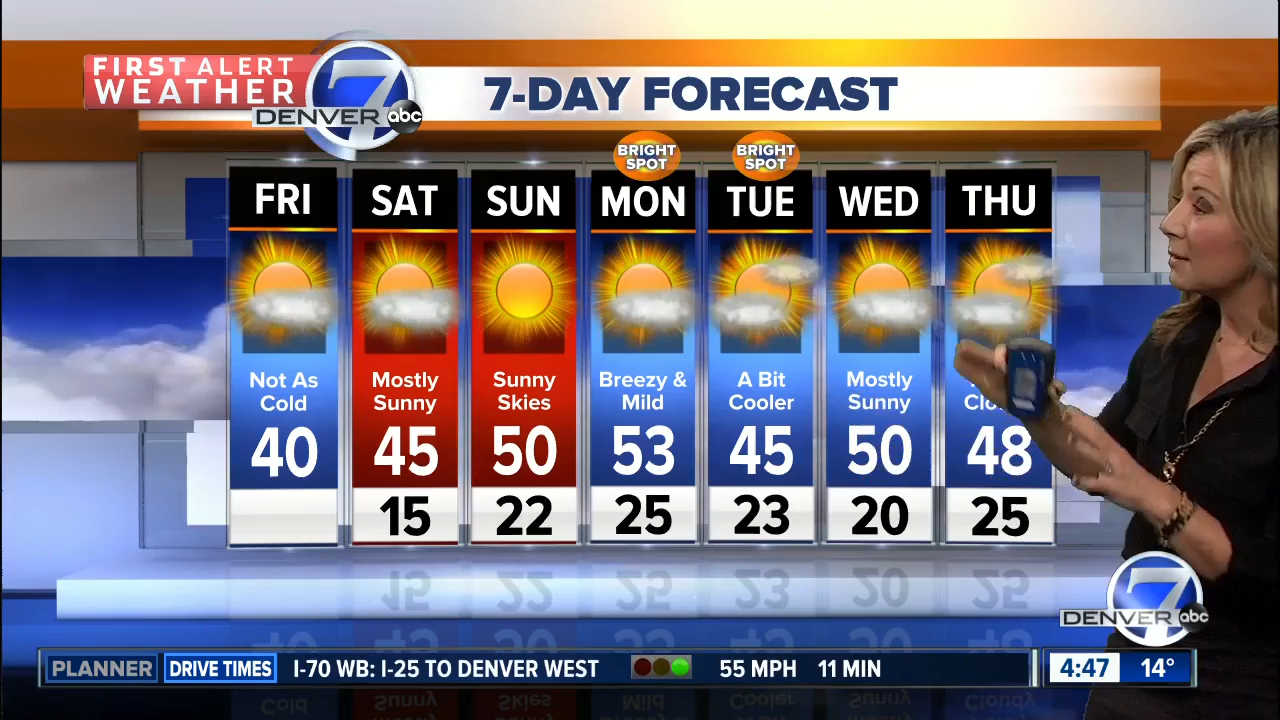 FIRST ALERT
WEATHER
7
DENVER abc
7-DAY FORECAST
BRIGHT
SPOT
BRIGHT
SPOT
FRI
SAT
SUN
MON
TUE
WED
THU
Not As
Cold
Mostly
Sunny
Sunny
Skies
Breezy &
Mild
A Bit
Cooler
Mostly
Sunny
40
45
50
53
45
50
48
15
22
25
23
20
25
7
DENVER abc
PLANNER
DRIVE TIMES
I-70 WB: I-25 TO DENVER WEST
55 MPH
11 MIN
4:47
14°